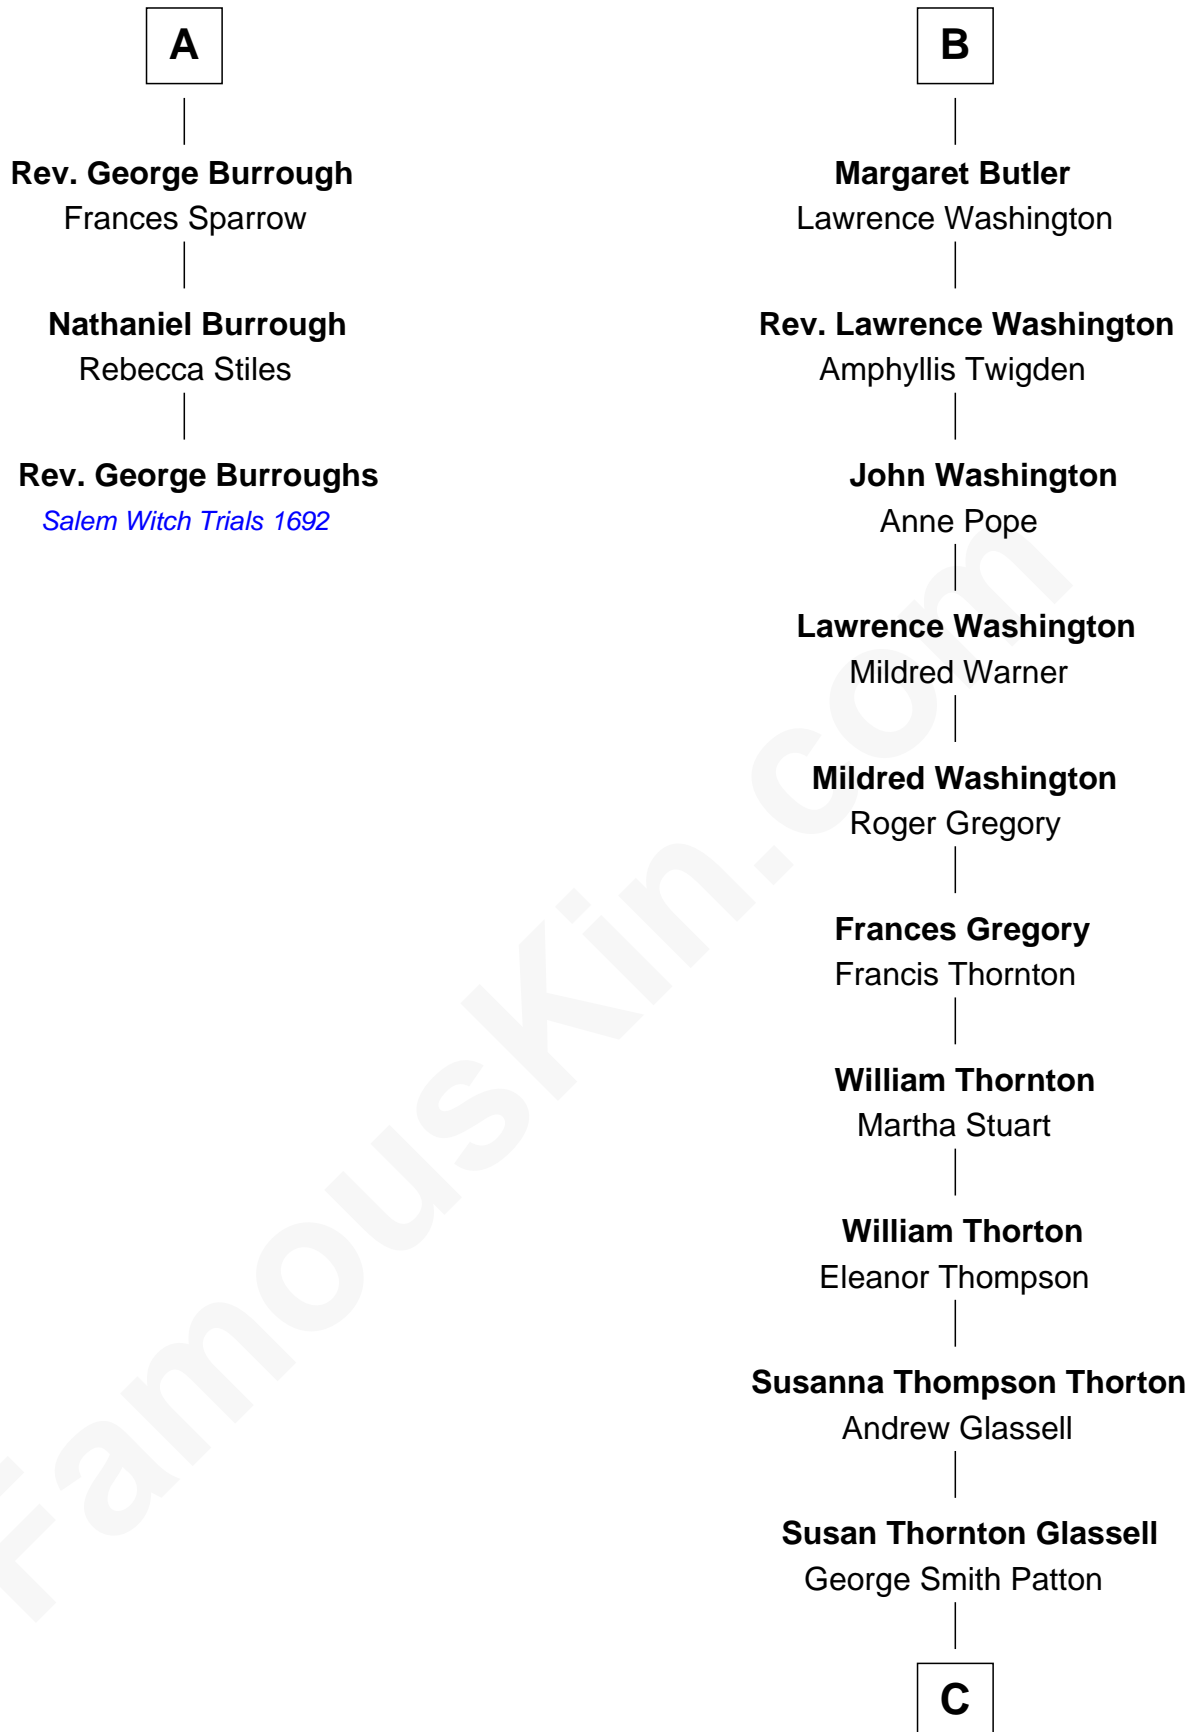 A
Rev. George Burrough
Frances Sparrow
Nathaniel Burrough
Rebecca Stiles
Rev. George Burroughs
Salem Witch Trials 1692
B
Margaret Butler
Lawrence Washington
Rev. Lawrence Washington
Amphyllis Twigden
John Washington
Anne Pope
Lawrence Washington
Mildred Warner
Mildred Washington
Roger Gregory
Frances Gregory
Francis Thornton
William Thornton
Martha Stuart
William Thorton
Eleanor Thompson
Susanna Thompson Thorton
Andrew Glassell
Susan Thornton Glassell
George Smith Patton
C
FamousKin.com